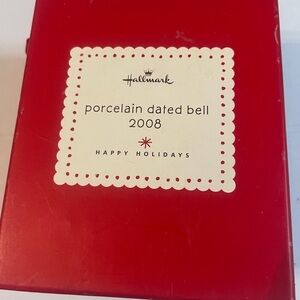 Hallmark
porcelain dated bell
2008
HAPPY HOLIDAYS